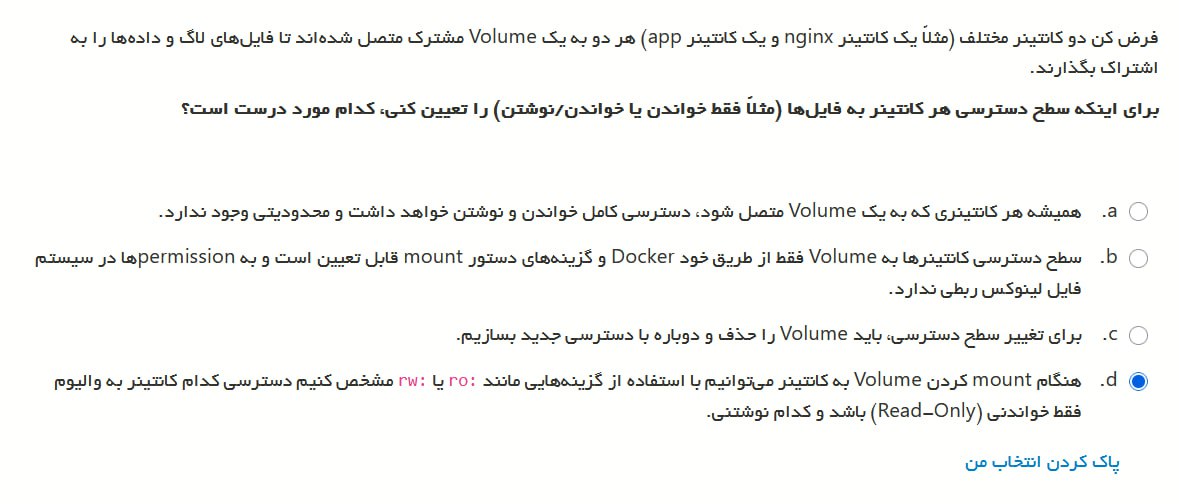 فرض کن دو کانتینر مختلف (مثلاً یک کانتینر nginx و یک کانتینر app) هر دو به یک Volume مشترک متصل شده‌اند تا فایل‌های لاگ و داده‌ها را به
اشتراک بگذارند.
برای اینکه سطح دسترسی هر کانتینر به فایل‌ها (مثلاً فقط خواندن یا خواندن/نوشتن) را تعیین کنی، کدام مورد درست است؟
a. همیشه هر کانتینری که به یک Volume متصل شود، دسترسی کامل خواندن و نوشتن خواهد داشت و محدودیتی وجود ندارد.
b. سطح دسترسی کانتینرها به Volume فقط از طریق خود Docker و گزینه‌های دستور mount قابل تعیین است و به permissionها در سیستم
فایل لینوکس ربطی ندارد.
c. برای تغییر سطح دسترسی، باید Volume را حذف و دوباره با دسترسی جدید بسازیم.
d. هنگام mount کردن Volume به کانتینر می‌توانیم با استفاده از گزینه‌هایی مانند :ro یا :rw مشخص کنیم دسترسی کدام کانتینر به والیوم
فقط خواندنی (Read-Only) باشد و کدام نوشتنی.
پاک کردن انتخاب من